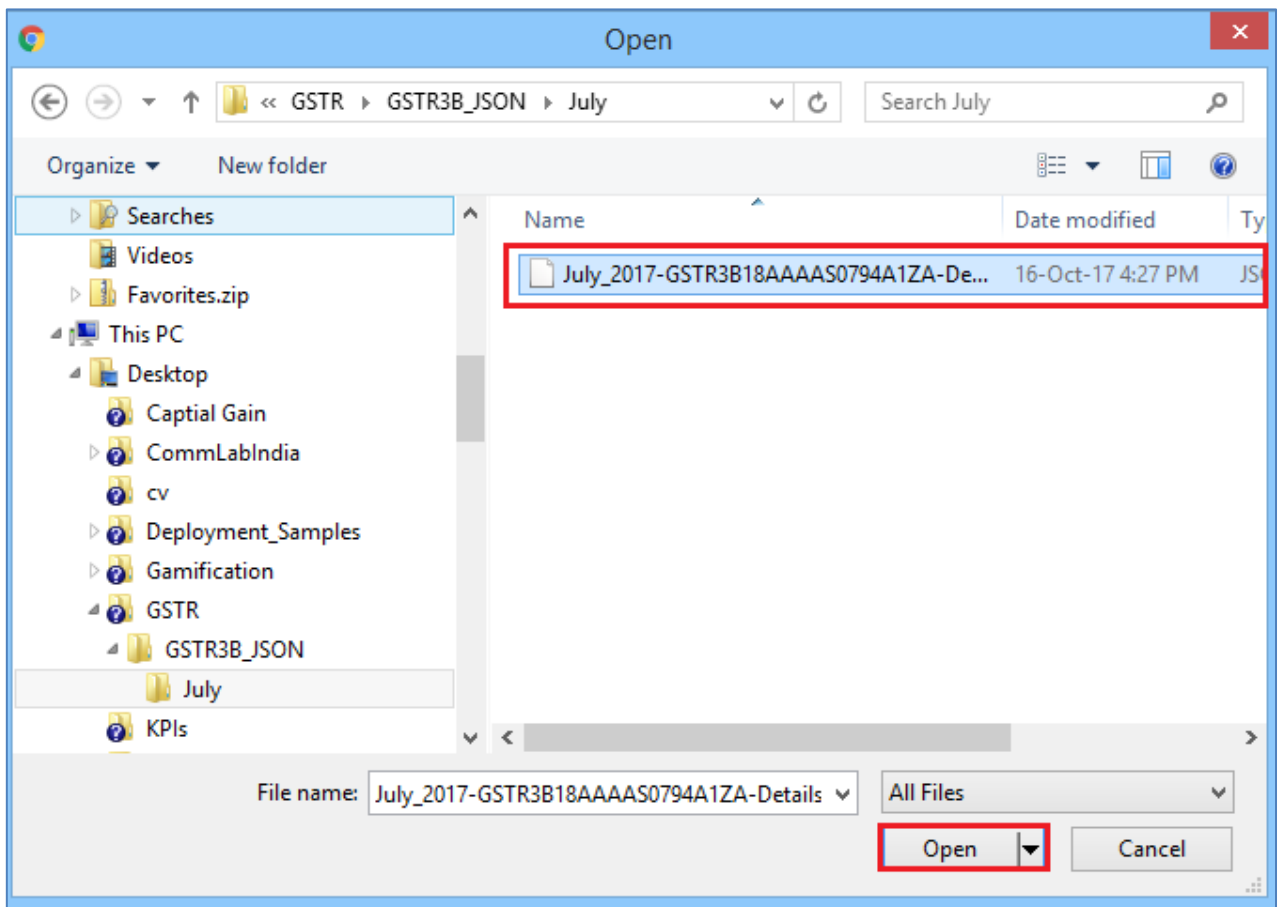 Open
« GSTR GSTR3B_JSON July
Search July
Organize
New folder
Searches
Videos
Favorites.zip
This PC
Desktop
Captial Gain
CommLabIndia
cv
Deployment_Samples
Gamification
GSTR
GSTR3B_JSON
July
KPIs
Name Date modified Ty
July_2017-GSTR3B18AAAAS0794A1ZA-De... 16-Oct-17 4:27 PM JS
File name: July_2017-GSTR3B18AAAAS0794A1ZA-Details
All Files
Open
Cancel